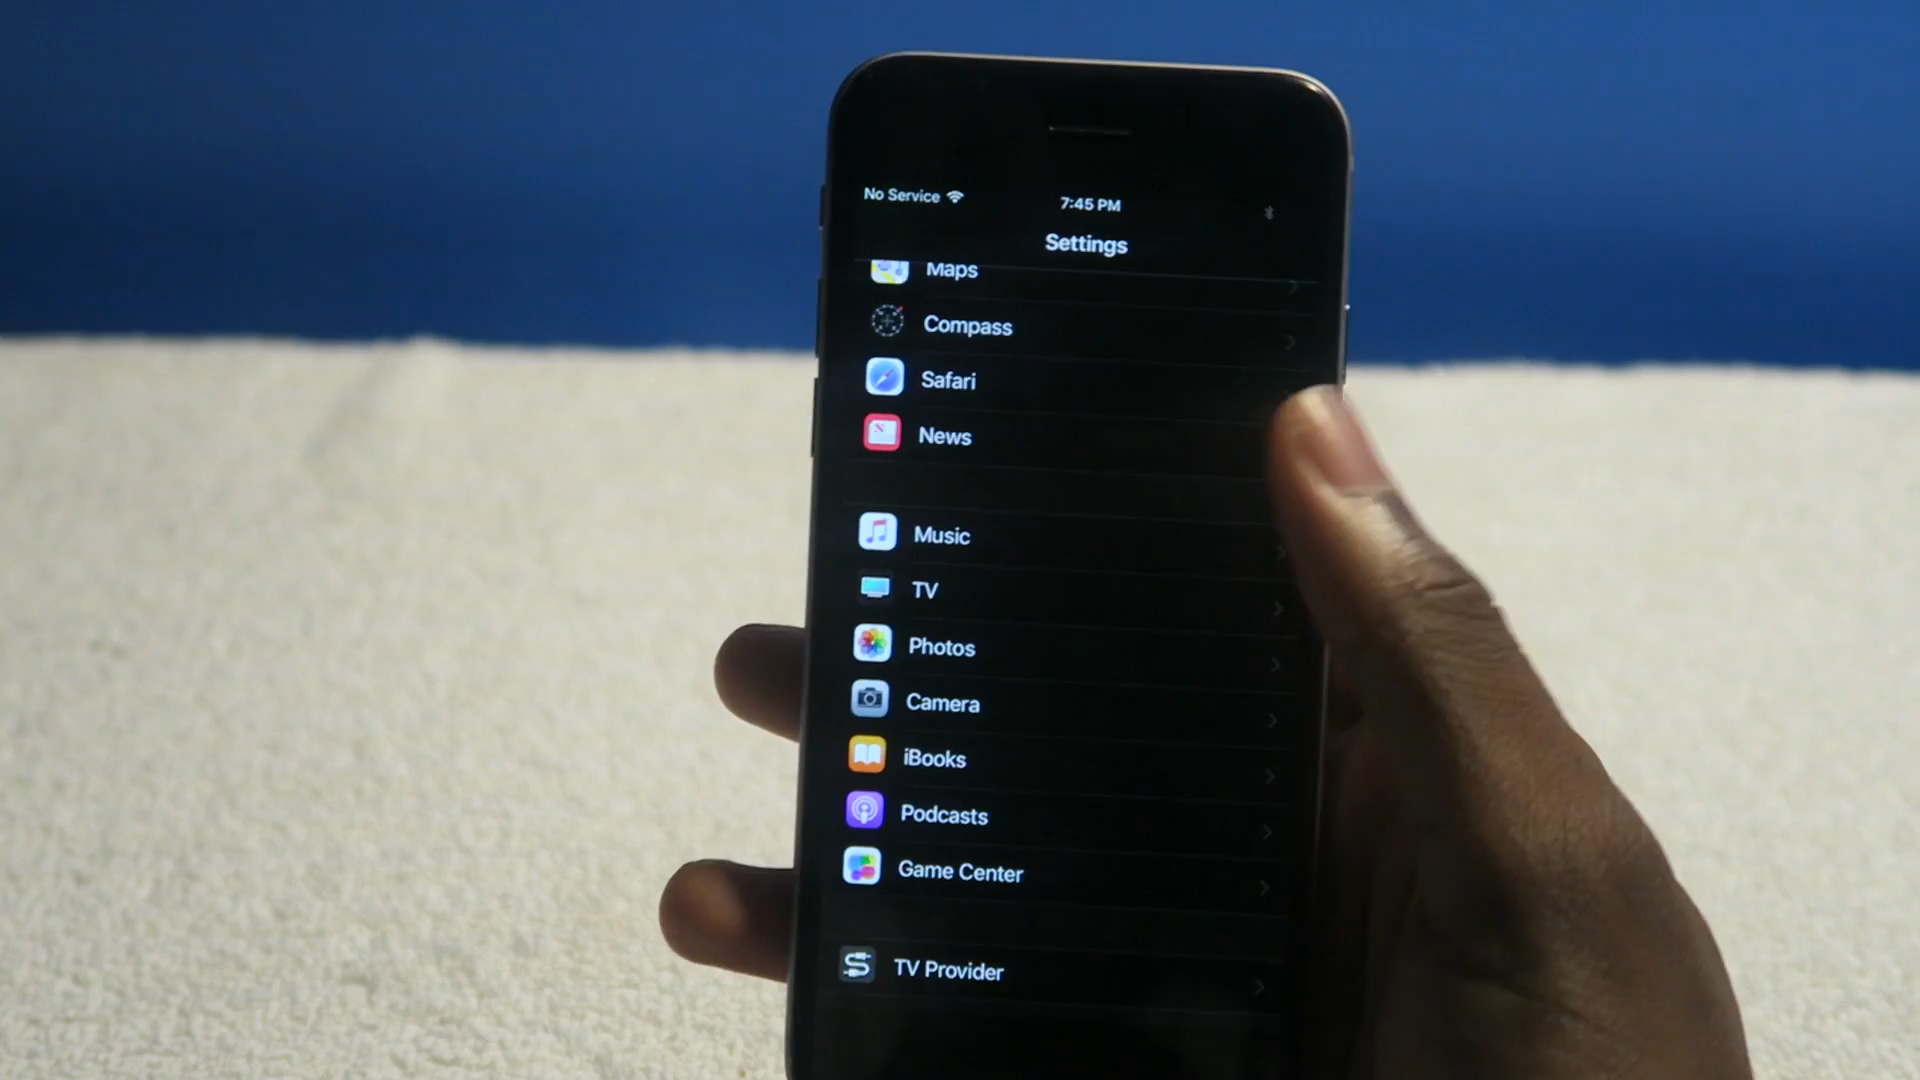 No Service
7:45 PM
Settings
Maps
Compass
Safari
News
Music
TV
Photos
Camera
iBooks
Podcasts
Game Center
TV Provider